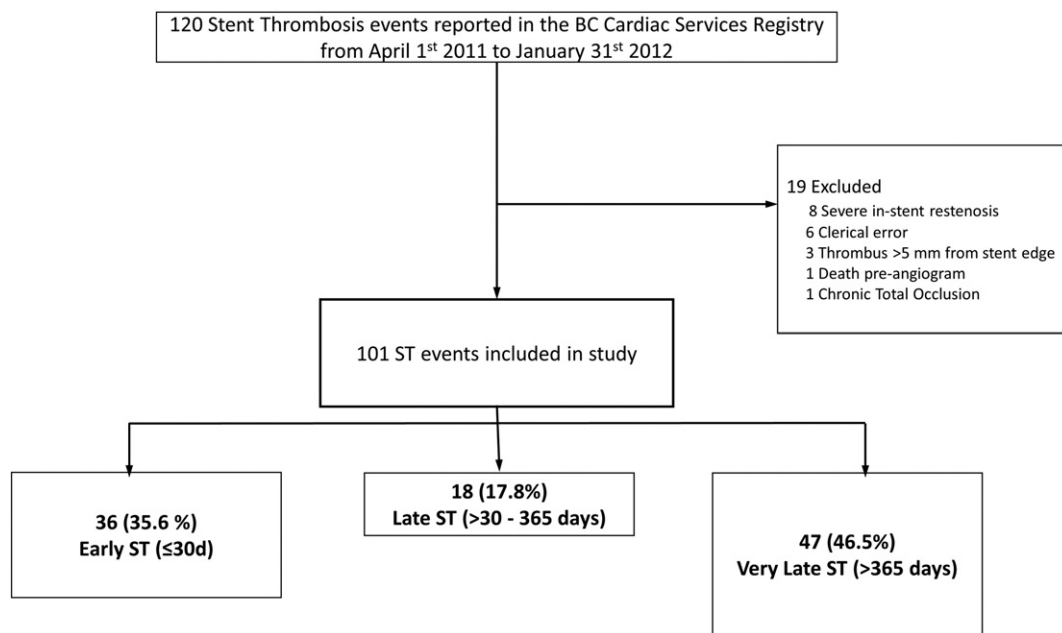 120 Stent Thrombosis events reported in the BC Cardiac Services Registry
from April 1st 2011 to January 31st 2012
19 Excluded
8 Severe in-stent restenosis
6 Clerical error
3 Thrombus >5 mm from stent edge
1 Death pre-angiogram
1 Chronic Total Occlusion
101 ST events included in study
36 (35.6 %)
Early ST (≤30d)
18 (17.8%)
Late ST (>30 - 365 days)
47 (46.5%)
Very Late ST (>365 days)